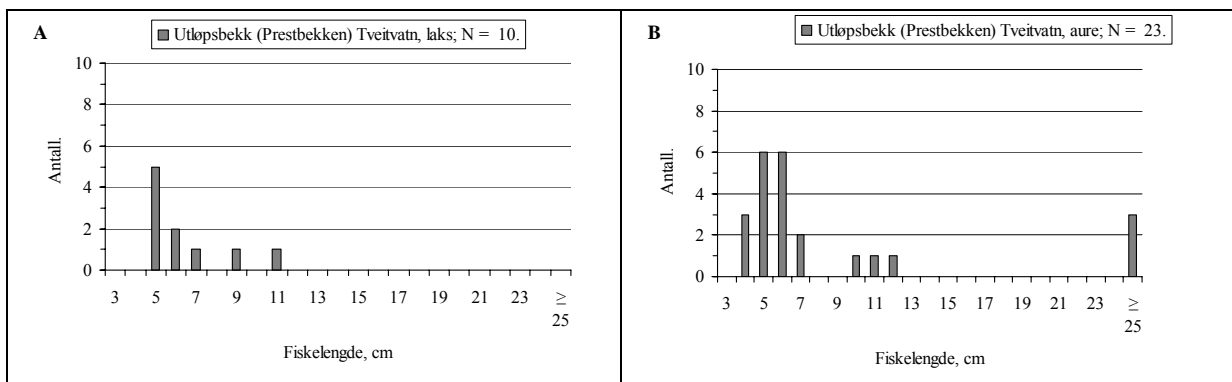 A
Utløpsbekk (Prestbekken) Tveitvatn, laks; N = 10.
10
8
6
4
2
0
Antall.
3 5 7 9 11 13 15 17 19 21 23 ≥ 25
Fiskelengde, cm
B
Utløpsbekk (Prestbekken) Tveitvatn, aure; N = 23.
10
8
6
4
2
0
Antall.
3 5 7 9 11 13 15 17 19 21 23 ≥ 25
Fiskelengde, cm